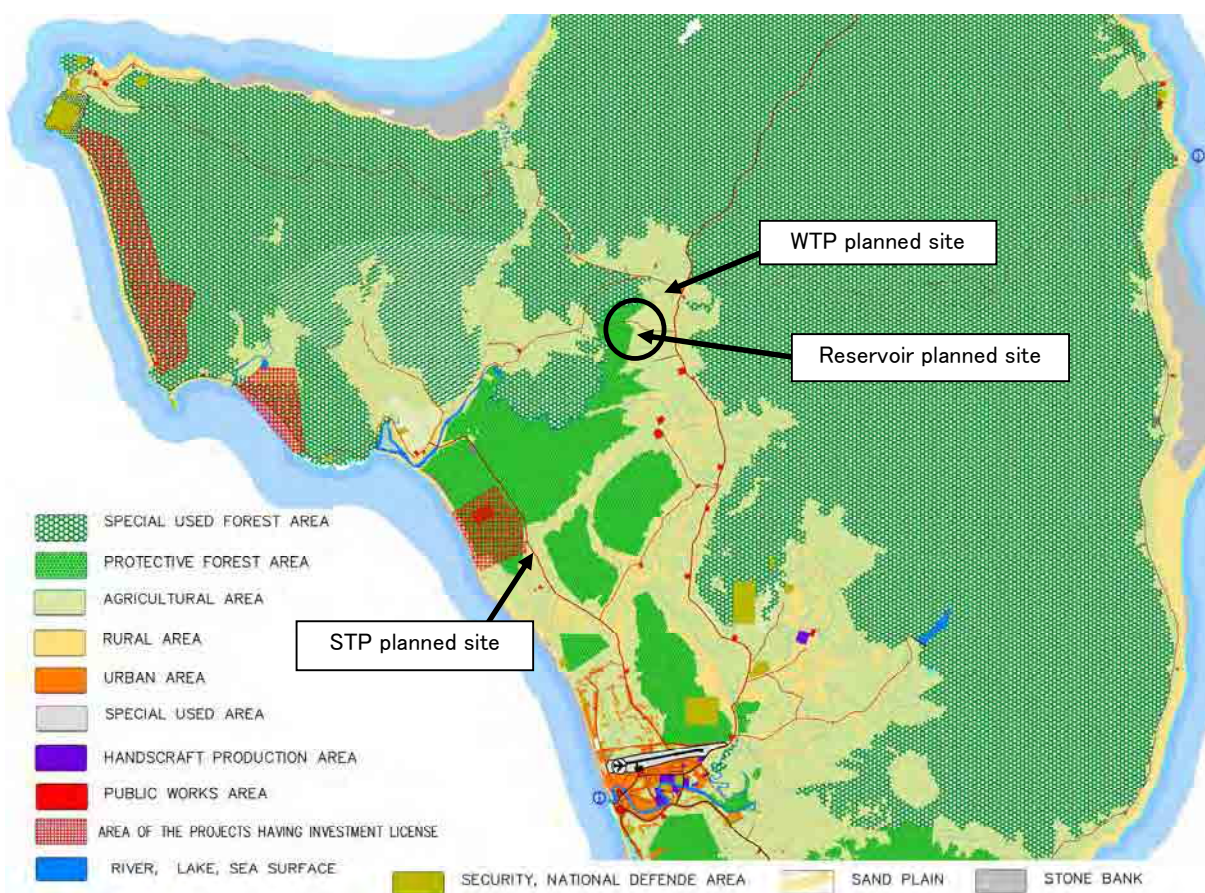 WTP planned site
Reservoir planned site
STP planned site
SPECIAL USED FOREST AREA
PROTECTIVE FOREST AREA
AGRICULTURAL AREA
RURAL AREA
URBAN AREA
SPECIAL USED AREA
HANDSCRAFT PRODUCTION AREA
PUBLIC WORKS AREA
AREA OF THE PROJECTS HAVING INVESTMENT LICENSE
RIVER, LAKE, SEA SURFACE
SECURITY, NATIONAL DEFENDE AREA
SAND PLAIN
STONE BANK